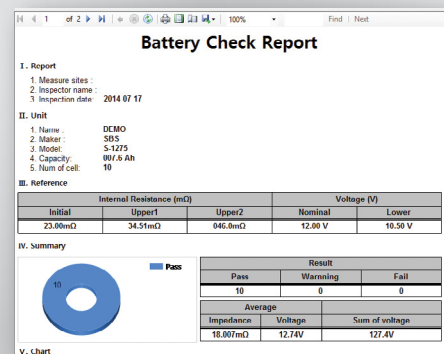 1 of 2 100% Find | Next
Battery Check Report
I. Report
1. Measure sites :
2. Inspector name :
3. Inspection date: 2014 07 17
II. Unit
1. Name : DEMO
2. Maker : SBS
3. Model: S-1275
4. Capacity: 007.6 Ah
5. Num of cell: 10
III. Reference
Internal Resistance (mΩ) Voltage (V)
Initial Upper1 Upper2 Nominal Lower
23.00mΩ 34.51mΩ 046.0mΩ 12.00 V 10.50 V
IV. Summary
10
Pass
Result
Pass Warnning Fail
10 0 0
Average
Impedance Voltage Sum of voltage
18.007mΩ 12.74V 127.4V
V. Chart